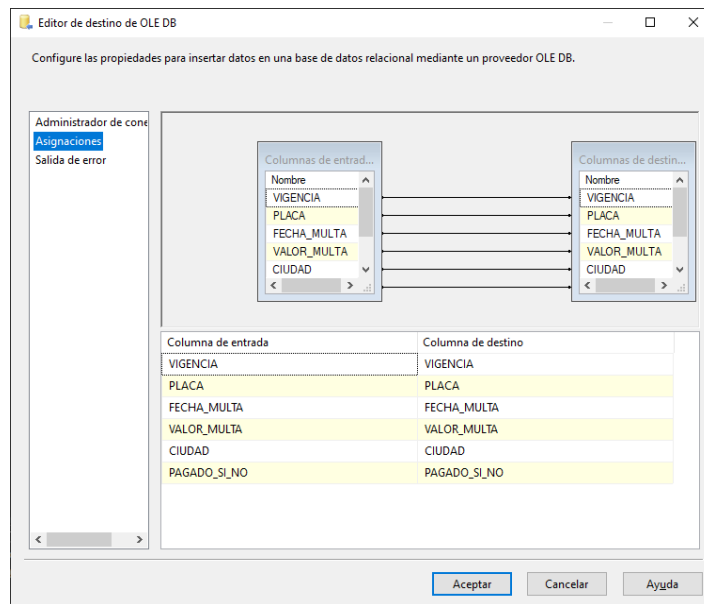 Editor de destino de OLE DB
Configure las propiedades para insertar datos en una base de datos relacional mediante un proveedor OLE DB.
Administrador de cone
Asignaciones
Salida de error
Columnas de entrad...
Nombre
VIGENCIA
PLACA
FECHA_MULTA
VALOR_MULTA
CIUDAD
Columnas de destin...
Nombre
VIGENCIA
PLACA
FECHA_MULTA
VALOR_MULTA
CIUDAD
Columna de entrada Columna de destino
VIGENCIA VIGENCIA
PLACA PLACA
FECHA_MULTA FECHA_MULTA
VALOR_MULTA VALOR_MULTA
CIUDAD CIUDAD
PAGADO_SI_NO PAGADO_SI_NO
Aceptar Cancelar Ayuda